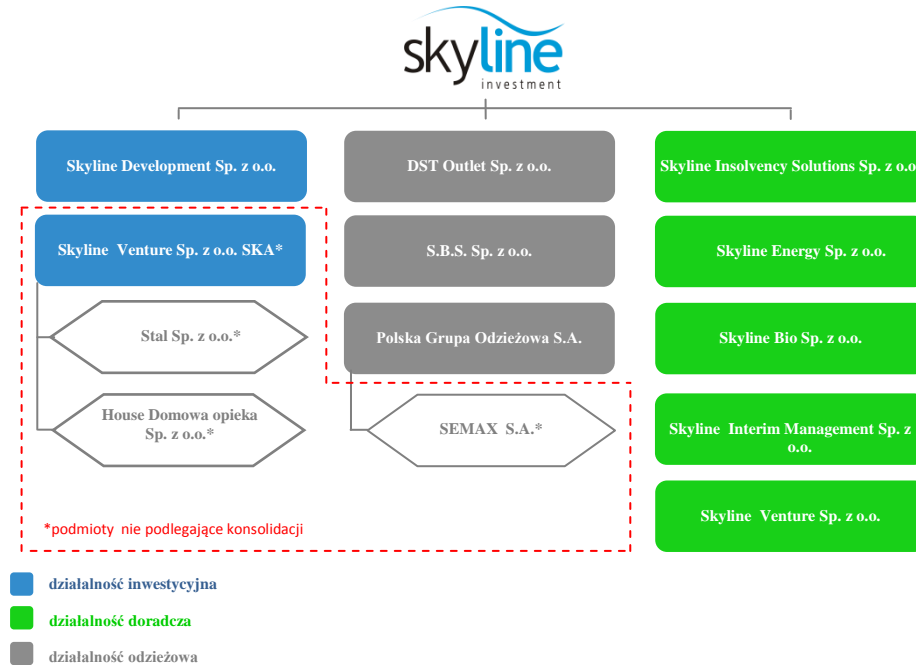 skyline
investment
Skyline Development Sp. z o.o.
DST Outlet Sp. z o.o.
Skyline Insolvency Solutions Sp. z o.o
Skyline Venture Sp. z o.o. SKA*
S.B.S. Sp. z o.o.
Skyline Energy Sp. z o.o.
Stal Sp. z o.o.*
Polska Grupa Odzieżowa S.A.
Skyline Bio Sp. z o.o.
House Domowa opieka
Sp. z o.o.*
SEMAX S.A.*
Skyline Interim Management Sp. z
o.o.
Skyline Venture Sp. z o.o.
*podmioty nie podlegające konsolidacji
działalność inwestycyjna
działalność doradcza
działalność odzieżowa